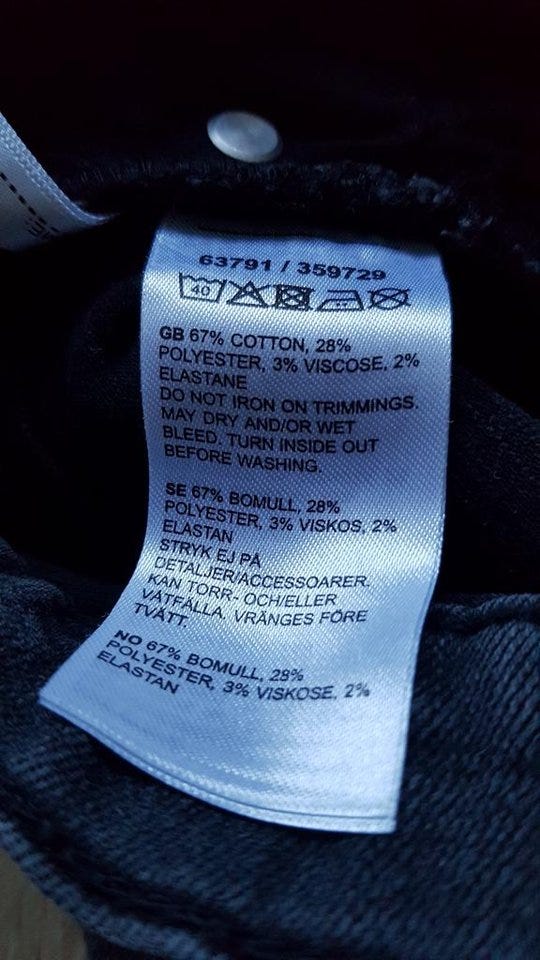 63791 / 359729
40
GB 67% COTTON, 28%
POLYESTER, 3% VISCOSE, 2%
ELASTANE
DO NOT IRON ON TRIMMINGS.
MAY DRY AND/OR WET
BLEED. TURN INSIDE OUT
BEFORE WASHING.
SE 67% BOMULL, 28%
POLYESTER, 3% VISKOS, 2%
ELASTAN
STRYK EJ PÅ
DETALJER/ACCESSOARER.
KAN TORR- OCH/ELLER
VÅTFÄLLA. VRÄNGES FÖRE
TVÄTT.
NO 67% BOMULL, 28%
POLYESTER, 3% VISKOSE, 2%
ELASTAN